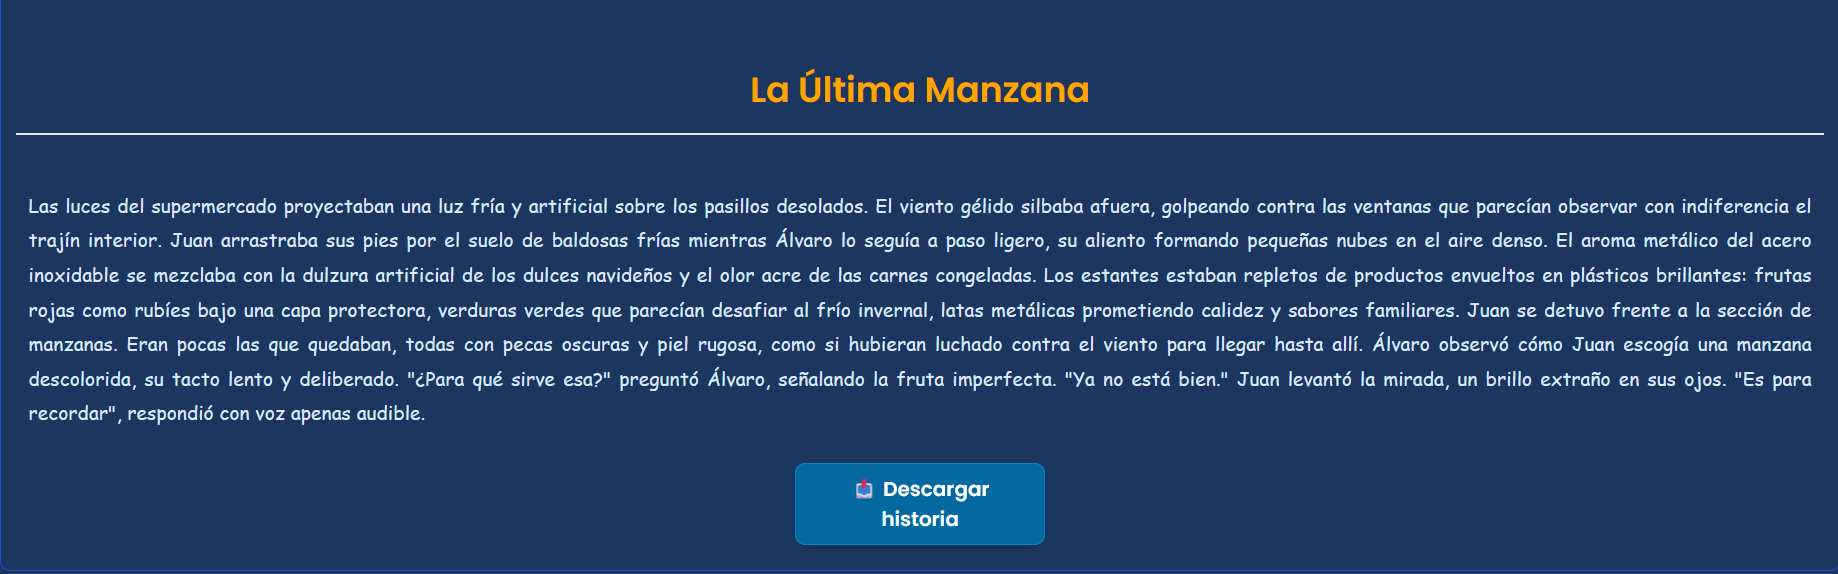 La Última Manzana
Las luces del supermercado proyectaban una luz fría y artificial sobre los pasillos desolados. El viento gélido silbaba afuera, golpeando contra las ventanas que parecían observar con indiferencia el
trajín interior. Juan arrastraba sus pies por el suelo de baldosas frías mientras Álvaro lo seguía a paso ligero, su aliento formando pequeñas nubes en el aire denso. El aroma metálico del acero
inoxidable se mezclaba con la dulzura artificial de los dulces navideños y el olor acre de las carnes congeladas. Los estantes estaban repletos de productos envueltos en plásticos brillantes: frutas
rojas como rubíes bajo una capa protectora, verduras verdes que parecían desafiar al frío invernal, latas metálicas prometiendo calidez y sabores familiares. Juan se detuvo frente a la sección de
manzanas. Eran pocas las que quedaban, todas con pecas oscuras y piel rugosa, como si hubieran luchado contra el viento para llegar hasta allí. Álvaro observó cómo Juan escogía una manzana
descolorida, su tacto lento y deliberado. "¿Para qué sirve esa?" preguntó Álvaro, señalando la fruta imperfecta. "Ya no está bien." Juan levantó la mirada, un brillo extraño en sus ojos. "Es para
recordar", respondió con voz apenas audible.
Descargar
historia